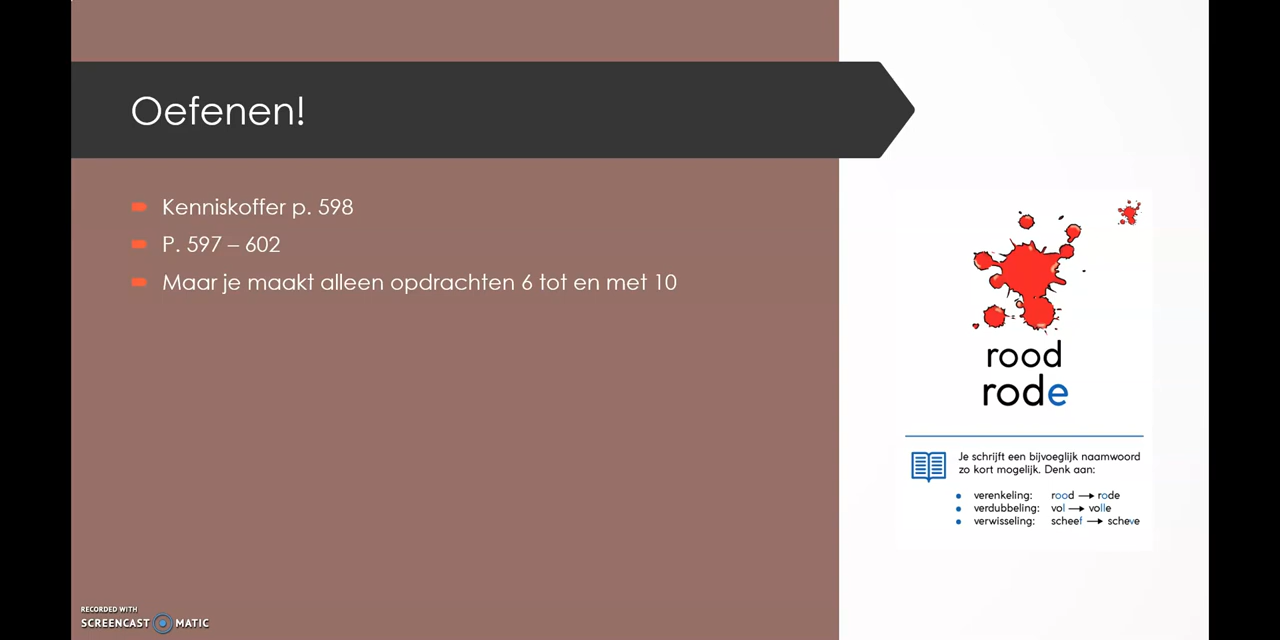 Oefenen!
Kenniskoffer p. 598
P. 597 – 602
Maar je maakt alleen opdrachten 6 tot en met 10
rood
rode
Je schrijft een bijvoeglijk naamwoord
zo kort mogelijk. Denk aan:
verenkeling: rood → rode
verdubbeling: vol → volle
verwisseling: scheef → scheve
RECORDED WITH
SCREENCAST MATIC